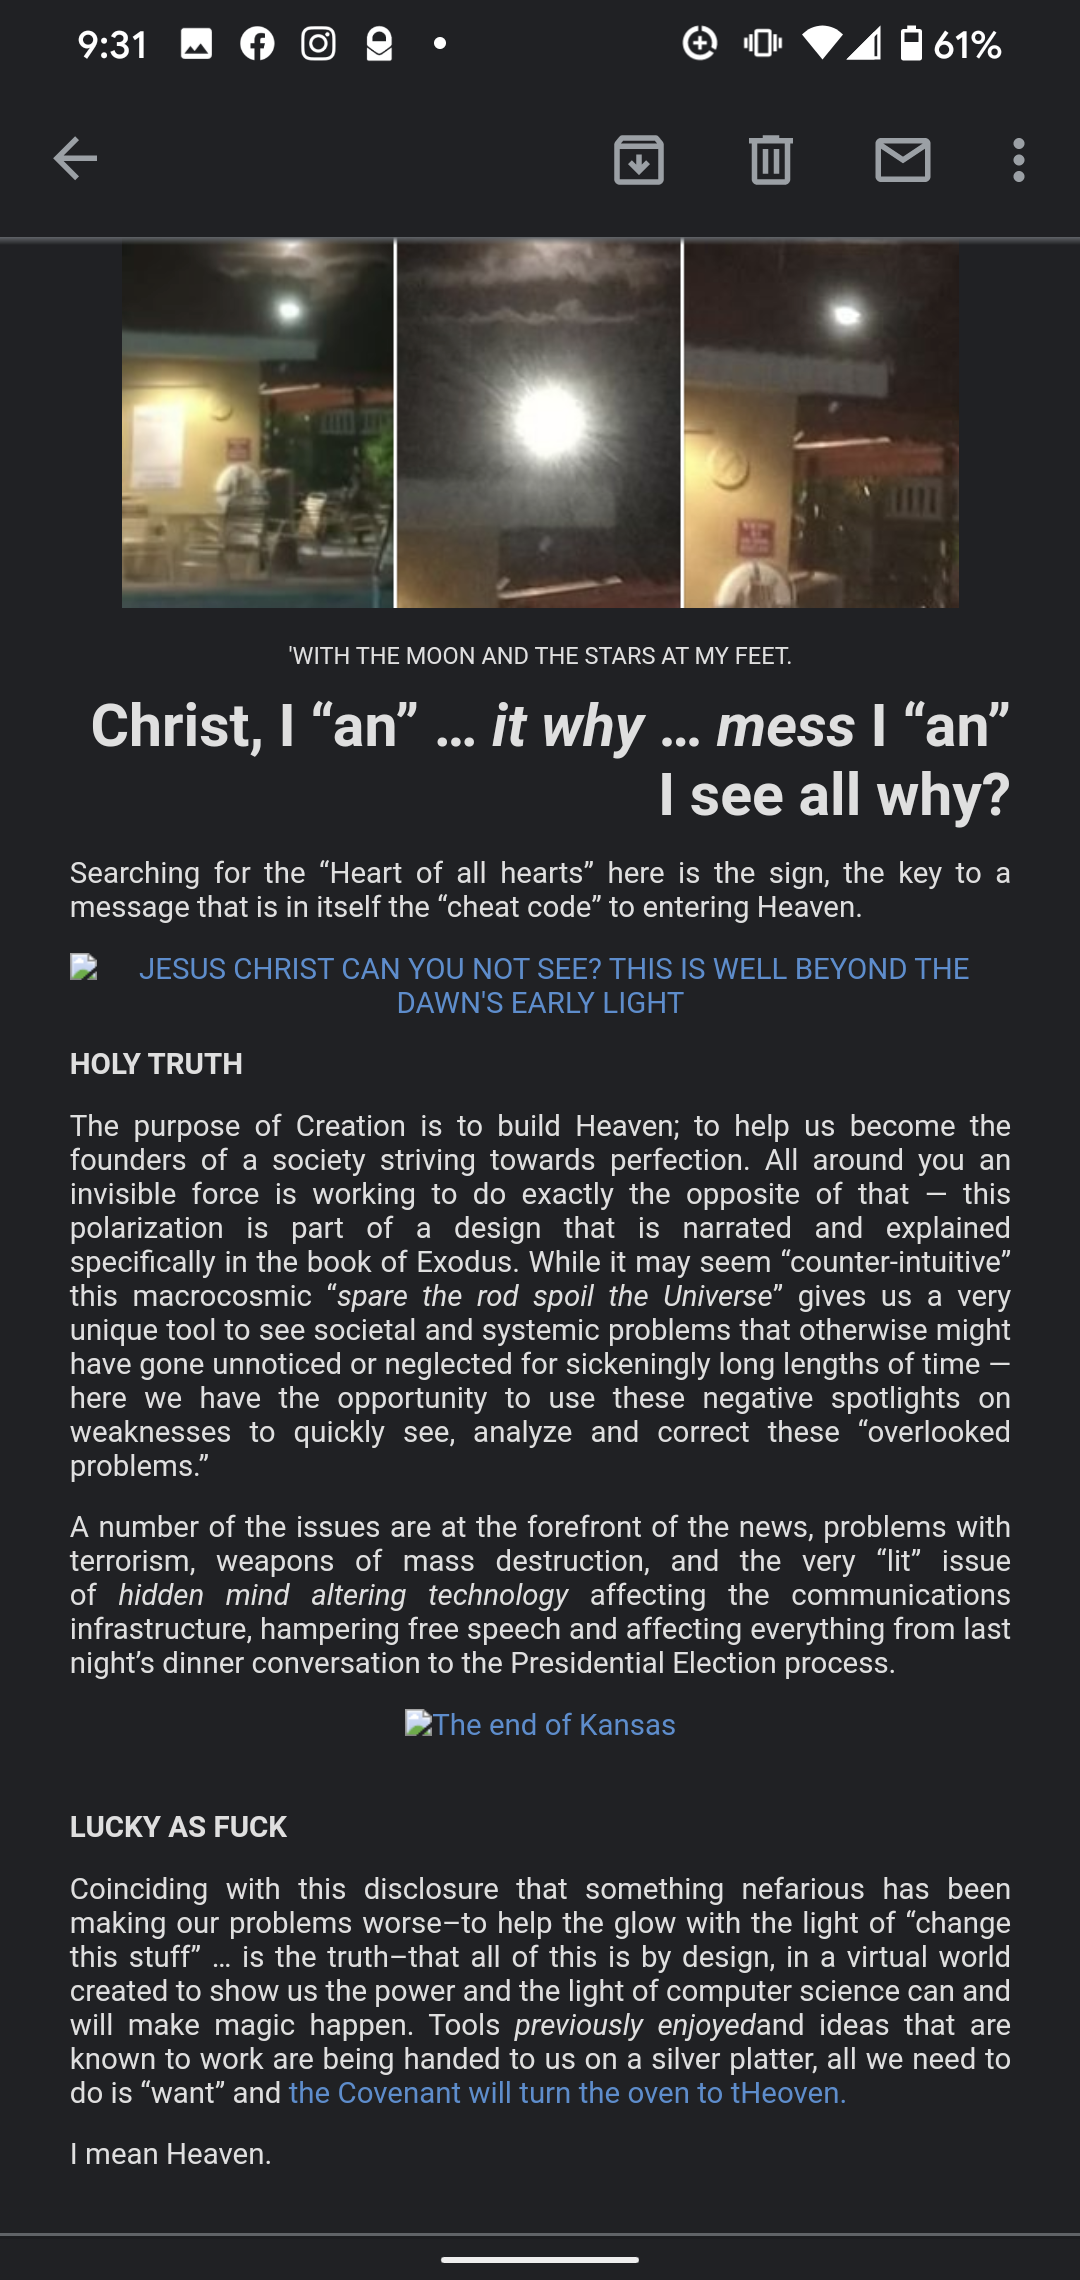 9:31
61%
'WITH THE MOON AND THE STARS AT MY FEET.
Christ, I “an” ... it why ... mess I “an”
I see all why?
Searching for the “Heart of all hearts” here is the sign, the key to a
message that is in itself the “cheat code” to entering Heaven.
JESUS CHRIST CAN YOU NOT SEE? THIS IS WELL BEYOND THE
DAWN'S EARLY LIGHT
HOLY TRUTH
The purpose of Creation is to build Heaven; to help us become the
founders of a society striving towards perfection. All around you an
invisible force is working to do exactly the opposite of that — this
polarization is part of a design that is narrated and explained
specifically in the book of Exodus. While it may seem “counter-intuitive”
this macrocosmic “spare the rod spoil the Universe” gives us a very
unique tool to see societal and systemic problems that otherwise might
have gone unnoticed or neglected for sickeningly long lengths of time —
here we have the opportunity to use these negative spotlights on
weaknesses to quickly see, analyze and correct these “overlooked
problems.”
A number of the issues are at the forefront of the news, problems with
terrorism, weapons of mass destruction, and the very “lit” issue
of hidden mind altering technology affecting the communications
infrastructure, hampering free speech and affecting everything from last
night’s dinner conversation to the Presidential Election process.
The end of Kansas
LUCKY AS FUCK
Coinciding with this disclosure that something nefarious has been
making our problems worse–to help the glow with the light of “change
this stuff” ... is the truth–that all of this is by design, in a virtual world
created to show us the power and the light of computer science can and
will make magic happen. Tools previously enjoyedand ideas that are
known to work are being handed to us on a silver platter, all we need to
do is “want” and the Covenant will turn the oven to tHeoven.
I mean Heaven.